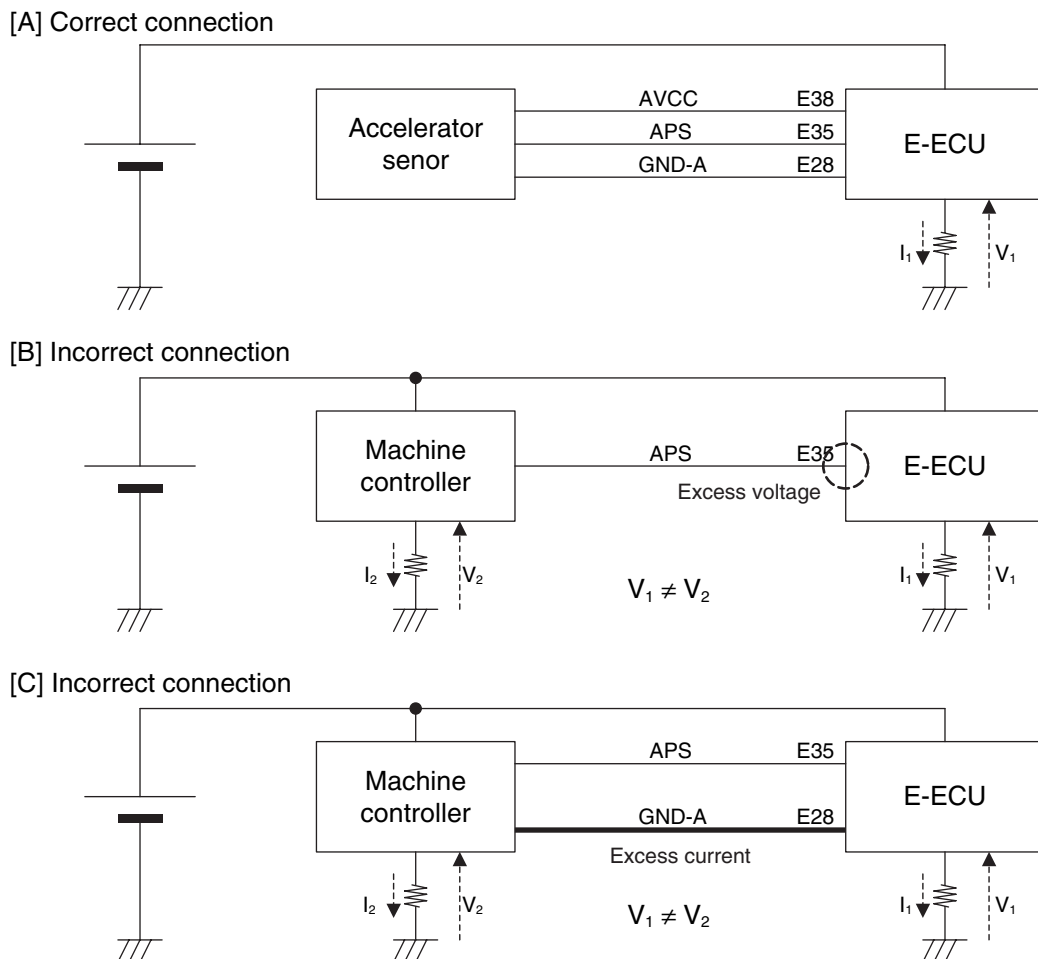 [A] Correct connection
Accelerator
senor
AVCC E38
APS E35
GND-A E28
E-ECU
I₁ V₁
[B] Incorrect connection
Machine
controller
APS E35
Excess voltage
E-ECU
I₂ V₂
V₁ ≠ V₂
I₁ V₁
[C] Incorrect connection
Machine
controller
APS E35
GND-A E28
Excess current
E-ECU
I₂ V₂
V₁ ≠ V₂
I₁ V₁